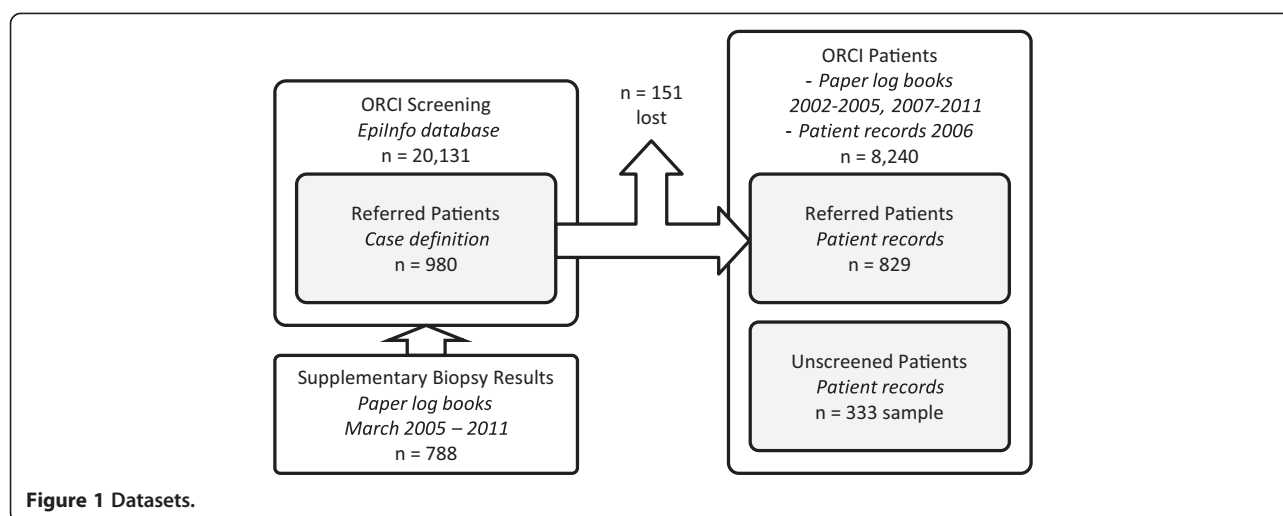 ORCI Screening
EpiInfo database
n = 20,131
Referred Patients
Case definition
n = 980
Supplementary Biopsy Results
Paper log books
March 2005 – 2011
n = 788
n = 151
lost
ORCI Patients
- Paper log books
2002-2005, 2007-2011
- Patient records 2006
n = 8,240
Referred Patients
Patient records
n = 829
Unscreened Patients
Patient records
n = 333 sample
Figure 1 Datasets.